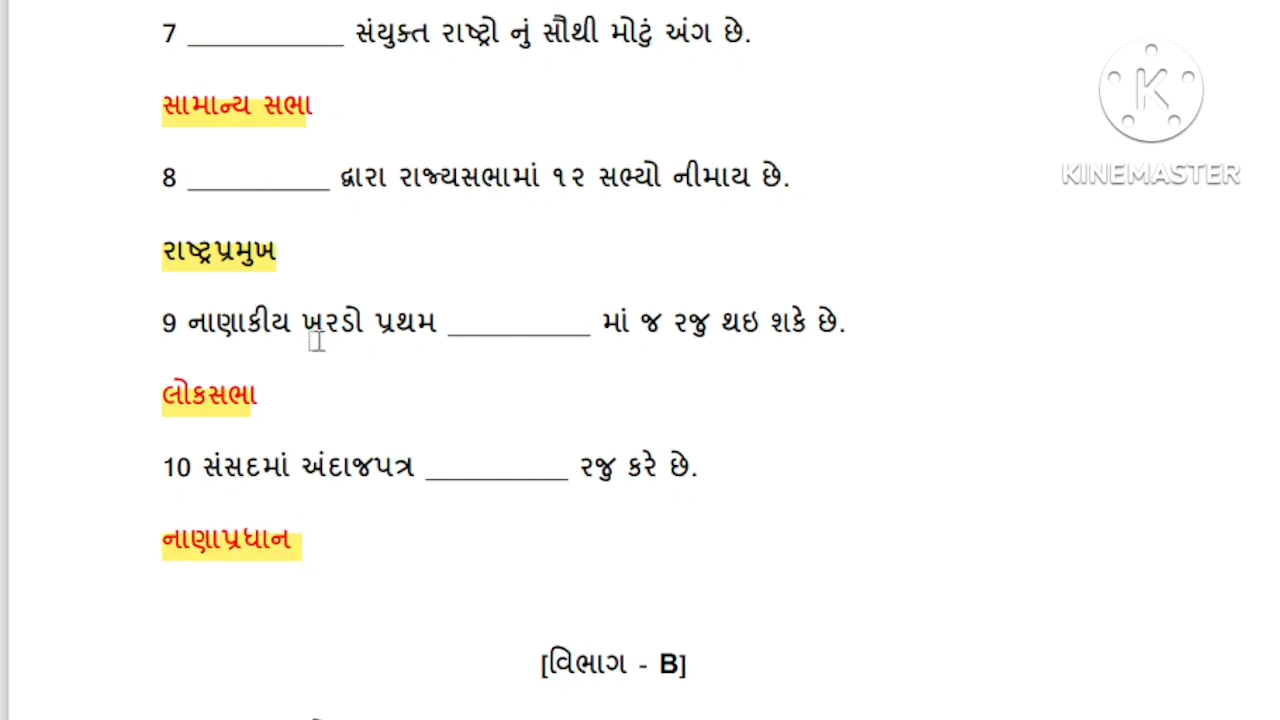 7 ___________ સંયુક્ત રાષ્ટ્રો નું સૌથી મોટું અંગ છે.
સામાન્ય સભા
8 __________ દ્વારા રાજ્યસભામાં ૧૨ સભ્યો નીમાય છે.
રાષ્ટ્રપ્રમુખ
9 નાણાકીય ખરડો પ્રથમ __________ માં જ રજુ થઇ શકે છે.
લોકસભા
10 સંસદમાં અંદાજપત્ર __________ રજુ કરે છે.
નાણાપ્રધાન
[વિભાગ - B]
K
KINEMASTER